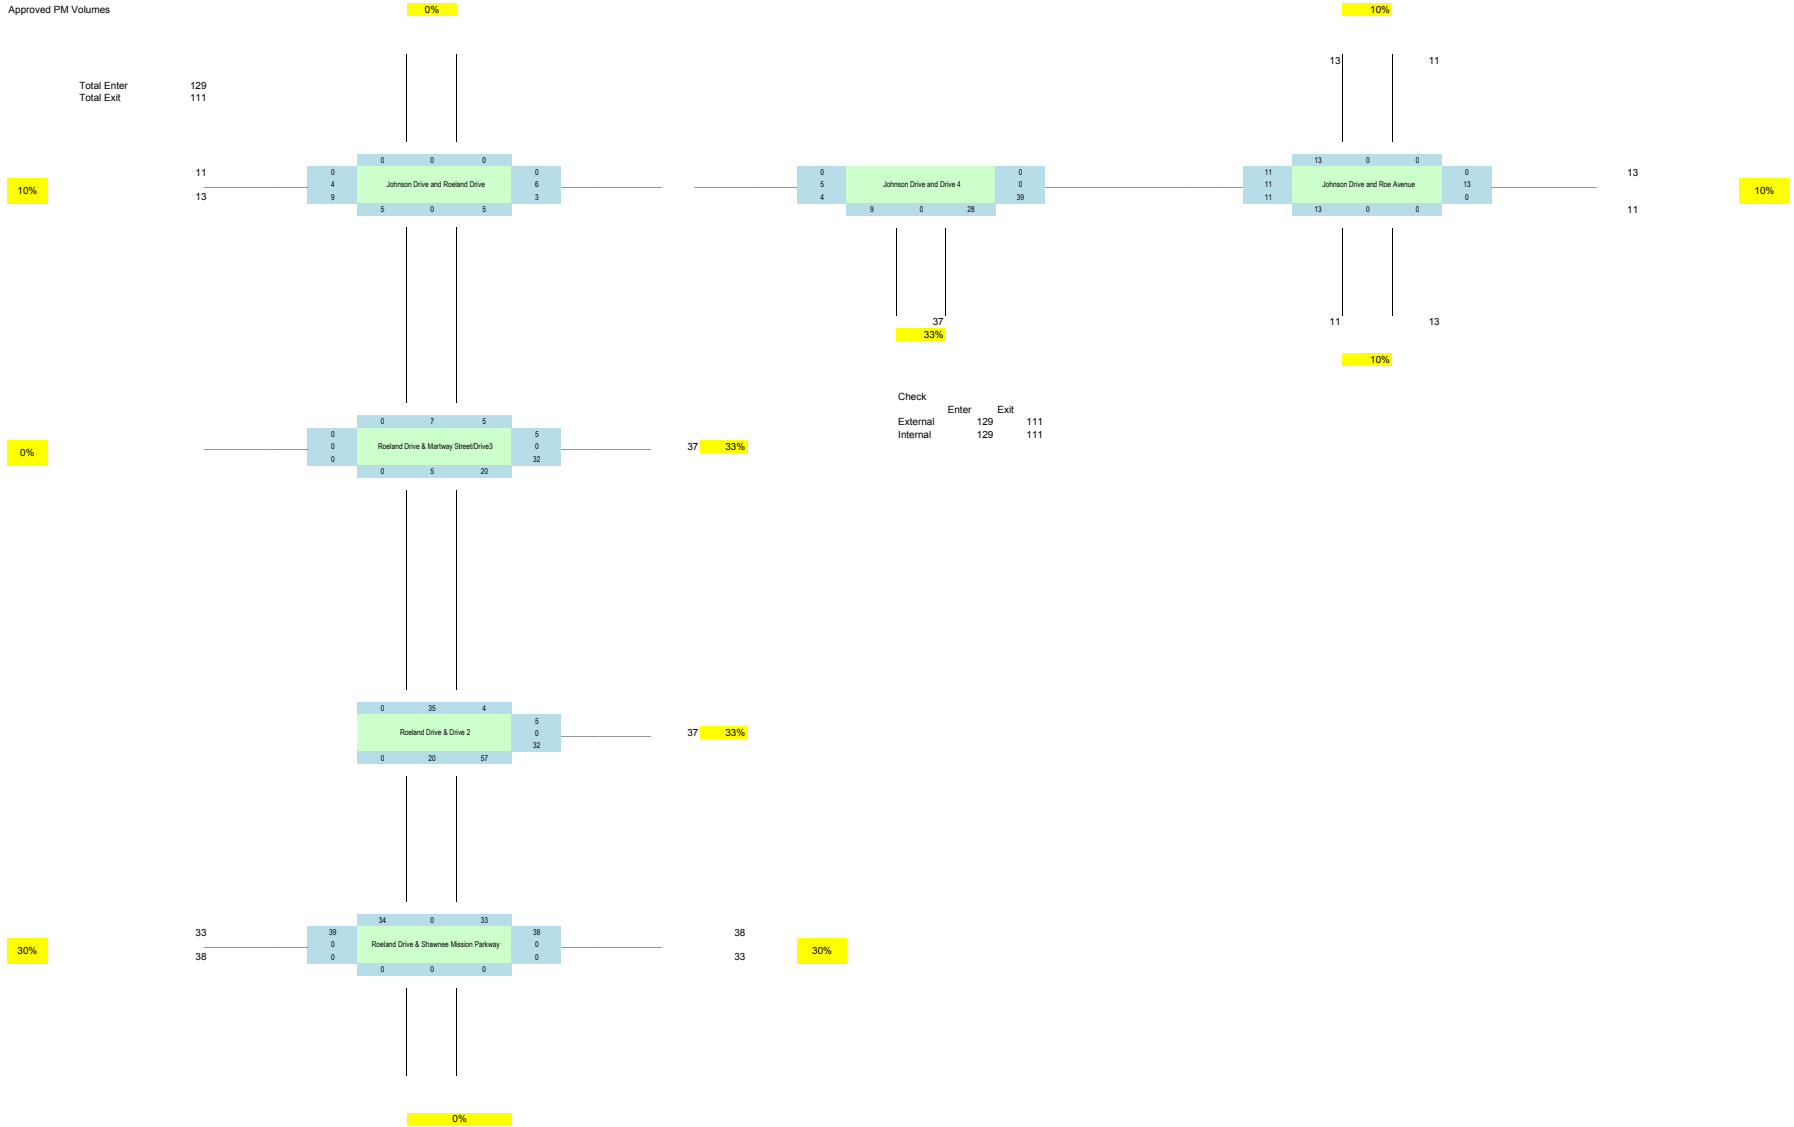 Approved PM Volumes 0% 10%
13 11
Total Enter 129
Total Exit 111
0 0 0 13 0 0
11 0 0 0 0 11 0 13
10% 4 Johnson Drive and Roeland Drive 6 5 Johnson Drive and Drive 4 0 11 Johnson Drive and Roe Avenue 13 10%
13 9 3 4 39 11 0
5 0 5 9 0 28 13 0 0 11
37 11 13
33%
10%
Check
Enter Exit
External 129 111
Internal 129 111
0 7 5
0 5
0% 0 Roeland Drive & Martway Street/Drive3 0 37 33%
0 32
0 5 20
0 35 4
5
Roeland Drive & Drive 2 0 37 33%
32
0 20 57
34 0 33
33 39 38 38
30% 0 Roeland Drive & Shawnee Mission Parkway 0 30%
38 0 0 33
0 0 0
0%